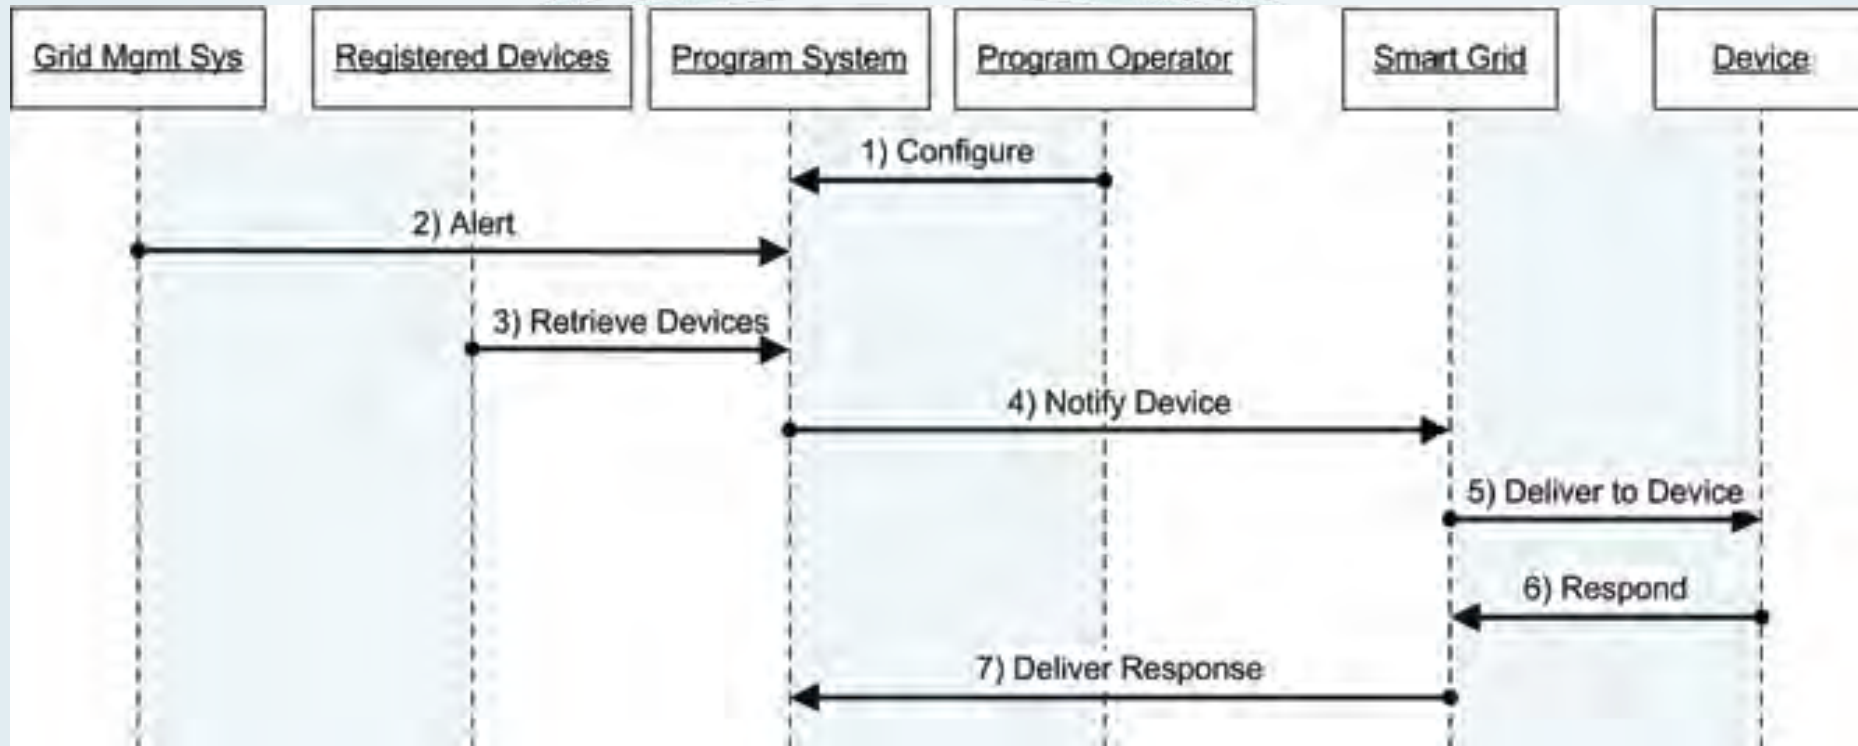 Grid Mgmt Sys
Registered Devices
Program System
Program Operator
Smart Grid
Device
1) Configure
2) Alert
3) Retrieve Devices
4) Notify Device
5) Deliver to Device
6) Respond
7) Deliver Response